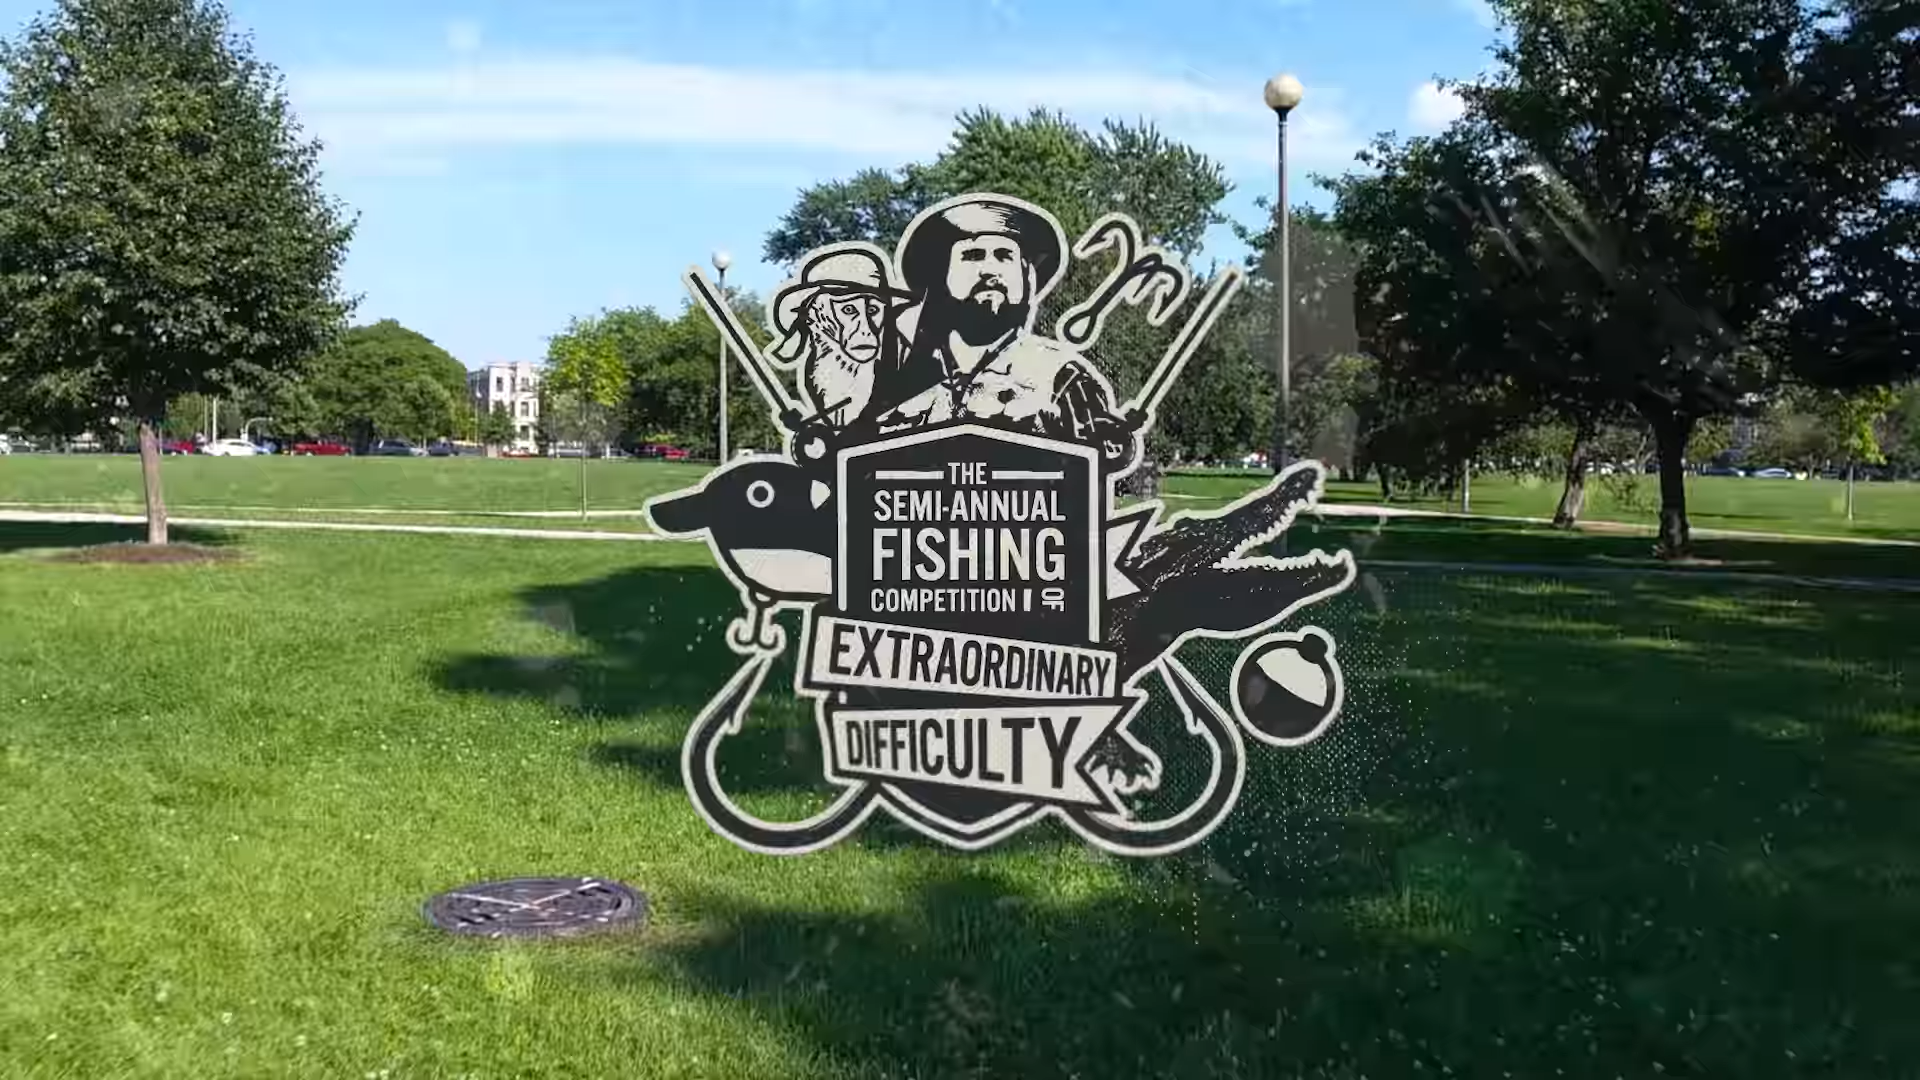 THE
SEMI-ANNUAL
FISHING
COMPETITION OF
EXTRAORDINARY
DIFFICULTY